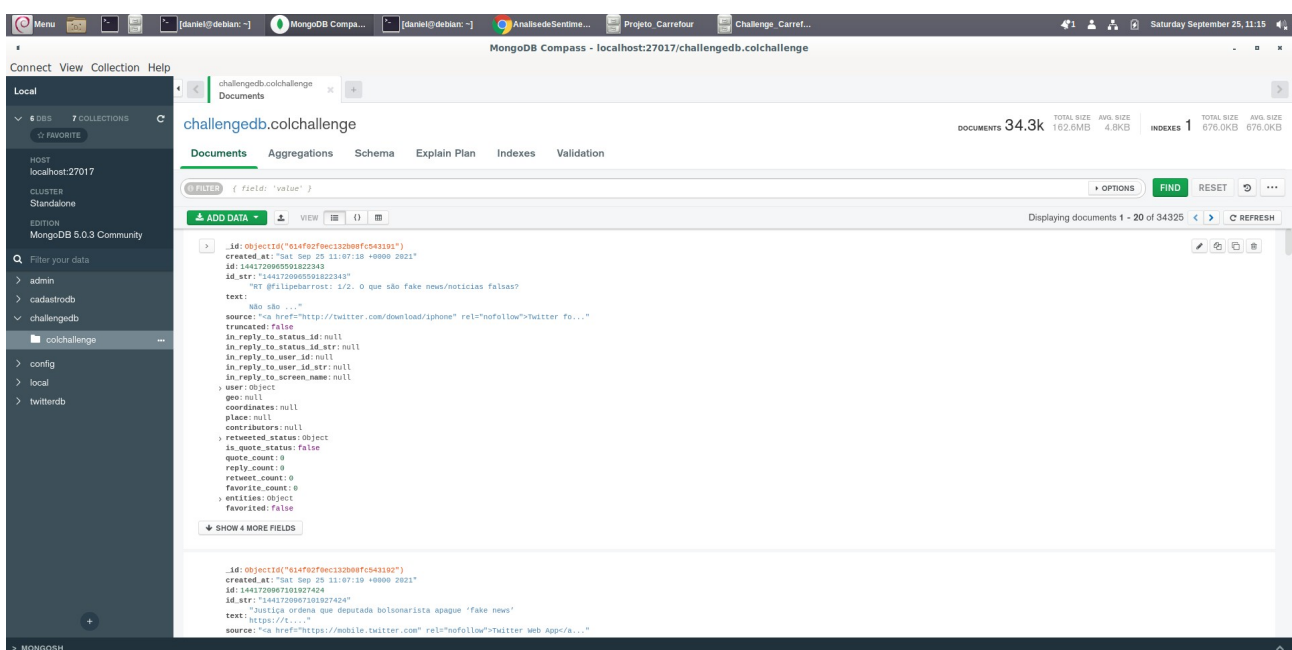 Menu [daniel@debian: ~] MongoDB Compa... [daniel@debian: ~] AnalisedeSentime... Projeto_Carrefour Challenge_Carref... 1 Saturday September 25, 11:15
MongoDB Compass - localhost:27017/challengedb.colchallenge
Connect View Collection Help
Local
6 DBS 7 COLLECTIONS
FAVORITE
HOST
localhost:27017
CLUSTER
Standalone
EDITION
MongoDB 5.0.3 Community
Filter your data
admin
cadastrodb
challengedb
colchallenge
config
local
twitterdb
challengedb.colchallenge
Documents
challengedb.colchallenge
DOCUMENTS 34.3k TOTAL SIZE 162.6MB AVG. SIZE 4.8KB INDEXES 1 TOTAL SIZE 676.0KB AVG. SIZE 676.0KB
Documents Aggregations Schema Explain Plan Indexes Validation
FILTER { field: 'value' } OPTIONS FIND RESET ...
ADD DATA VIEW {} Displaying documents 1 - 20 of 34325 REFRESH
_id: ObjectId("614f02f0ec132b08fc543191")
created_at: "Sat Sep 25 11:07:18 +0000 2021"
id: 1441720965591822343
id_str: "1441720965591822343"
"RT @filipebarrost: 1/2. O que são fake news/noticias falsas?
text:
Não são ..."
source: "<a href="http://twitter.com/download/iphone" rel="nofollow">Twitter fo..."
truncated: false
in_reply_to_status_id: null
in_reply_to_status_id_str: null
in_reply_to_user_id: null
in_reply_to_user_id_str: null
in_reply_to_screen_name: null
user: Object
geo: null
coordinates: null
place: null
contributors: null
retweeted_status: Object
is_quote_status: false
quote_count: 0
reply_count: 0
retweet_count: 0
favorite_count: 0
entities: Object
favorited: false
SHOW 4 MORE FIELDS
_id: ObjectId("614f02f0ec132b08fc543192")
created_at: "Sat Sep 25 11:07:19 +0000 2021"
id: 1441720967101927424
id_str: "1441720967101927424"
"Justiça ordena que deputada bolsonarista apague 'fake news'
text:
https://t...."
source: "<a href="https://mobile.twitter.com" rel="nofollow">Twitter Web App</a..."
>_MONGOSH